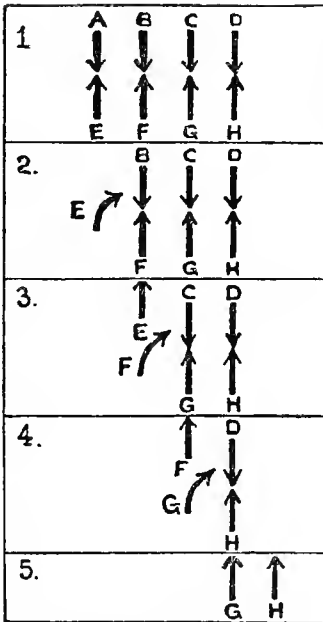 1 A B C D
E F G H
2. B C D
E
F G H
3. C D
E
F
G H
4. D
F
G
H
5.
G H